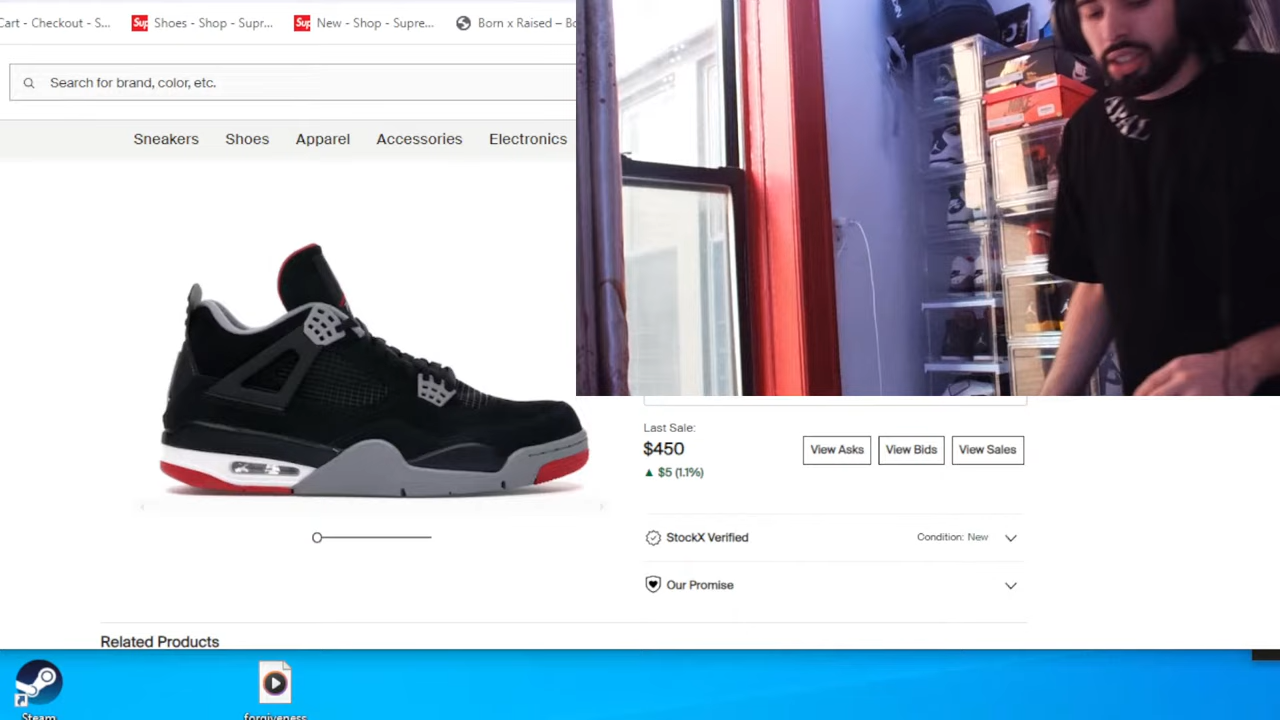 Cart - Checkout - S...
Sup Shoes - Shop - Supr...
Sup New - Shop - Supre...
Born x Raised – Bo
Search for brand, color, etc.
Sneakers Shoes Apparel Accessories Electronics
Last Sale:
$450
▲ $5 (1.1%)
View Asks View Bids View Sales
StockX Verified Condition: New
Our Promise
Related Products
Steam forgiveness